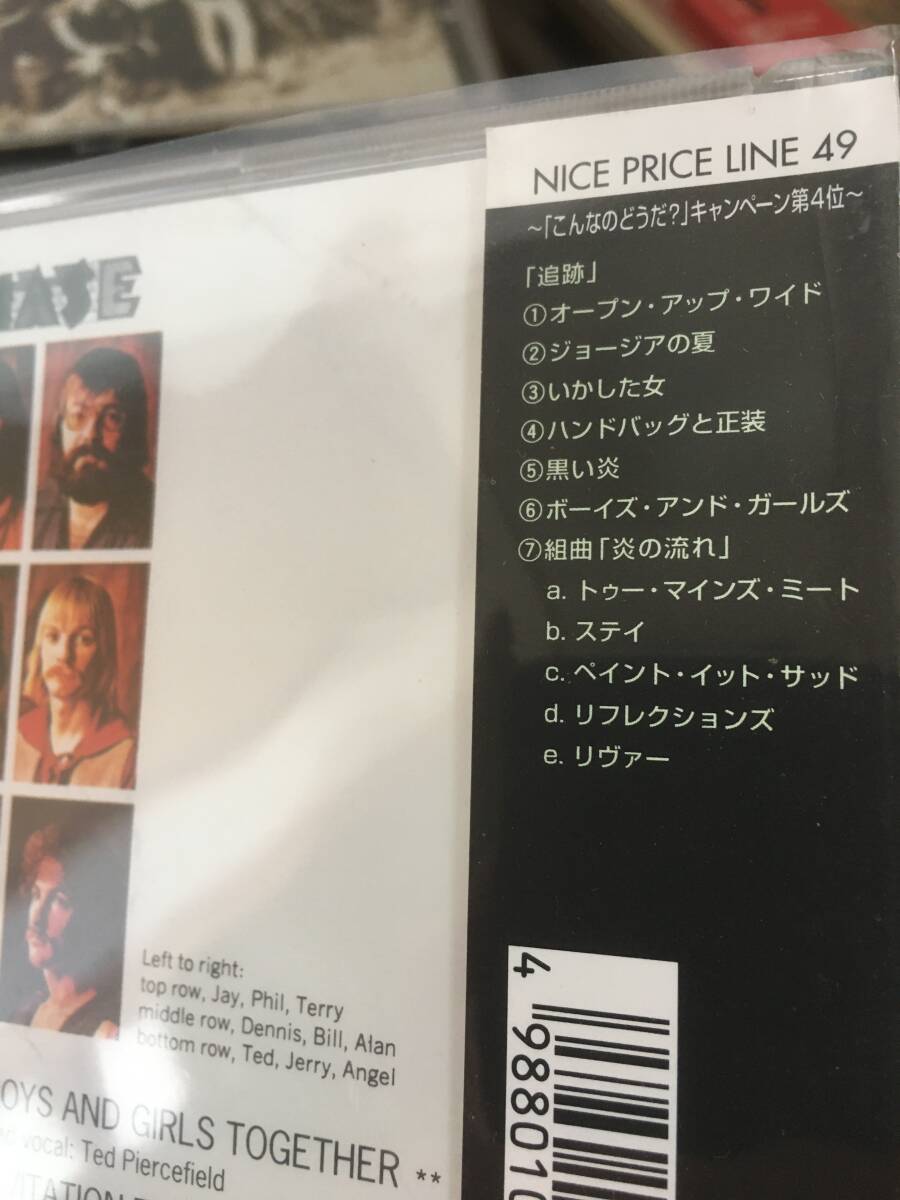 NICE PRICE LINE 49
~「こんなのどうだ?」キャンペーン第4位~
「追跡」
①オープン・アップ・ワイド
②ジョージアの夏
③いかした女
④ハンドバッグと正装
⑤黒い炎
⑥ボーイズ・アンド・ガールズ
⑦組曲「炎の流れ」
a. トゥー・マインズ・ミート
b. ステイ
c. ペイント・イット・サッド
d. リフレクションズ
e. リヴァー
Left to right:
top row, Jay, Phil, Terry
middle row, Dennis, Bill, Alan
bottom row, Ted, Jerry, Angel
OYS AND GIRLS TOGETHER **
vocal: Ted Piercefield
4 988010